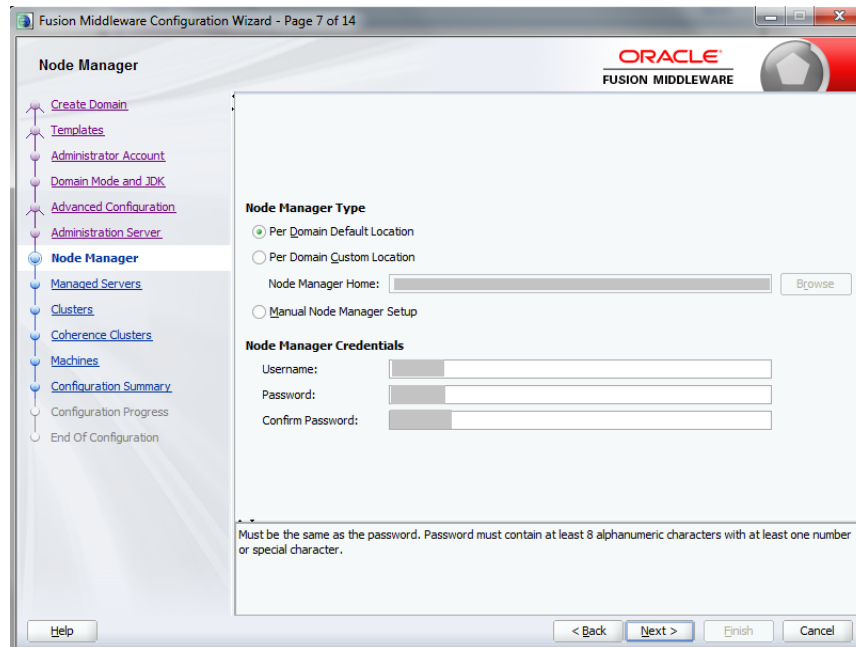 Fusion Middleware Configuration Wizard - Page 7 of 14
Node Manager
ORACLE
FUSION MIDDLEWARE
Create Domain
Templates
Administrator Account
Domain Mode and JDK
Advanced Configuration
Administration Server
Node Manager
Managed Servers
Clusters
Coherence Clusters
Machines
Configuration Summary
Configuration Progress
End Of Configuration
Node Manager Type
Per Domain Default Location
Per Domain Custom Location
Node Manager Home:
Browse
Manual Node Manager Setup
Node Manager Credentials
Username:
Password:
Confirm Password:
Must be the same as the password. Password must contain at least 8 alphanumeric characters with at least one number
or special character.
Help
< Back
Next >
Finish
Cancel